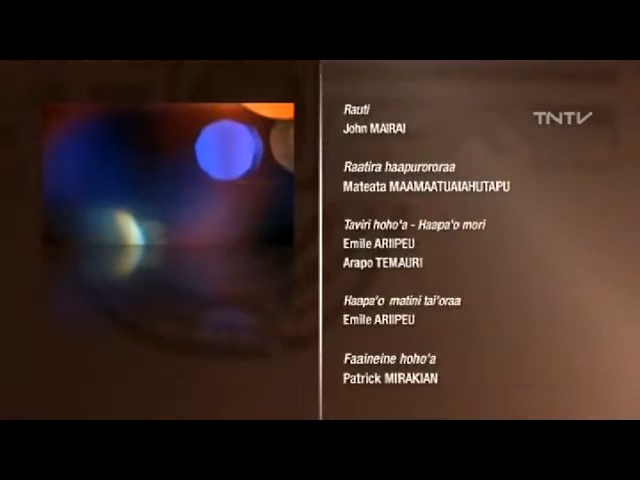 Rauti
John MAIRAI
TNTV
Raatira haapurororaa
Mateata MAAMAATUAIAHUTAPU
Taviri hoho'a - Haapa'o mori
Emile ARIIPEU
Arapo TEMAURI
Haapa'o matini tai'oraa
Emile ARIIPEU
Faaineine hoho'a
Patrick MIRAKIAN